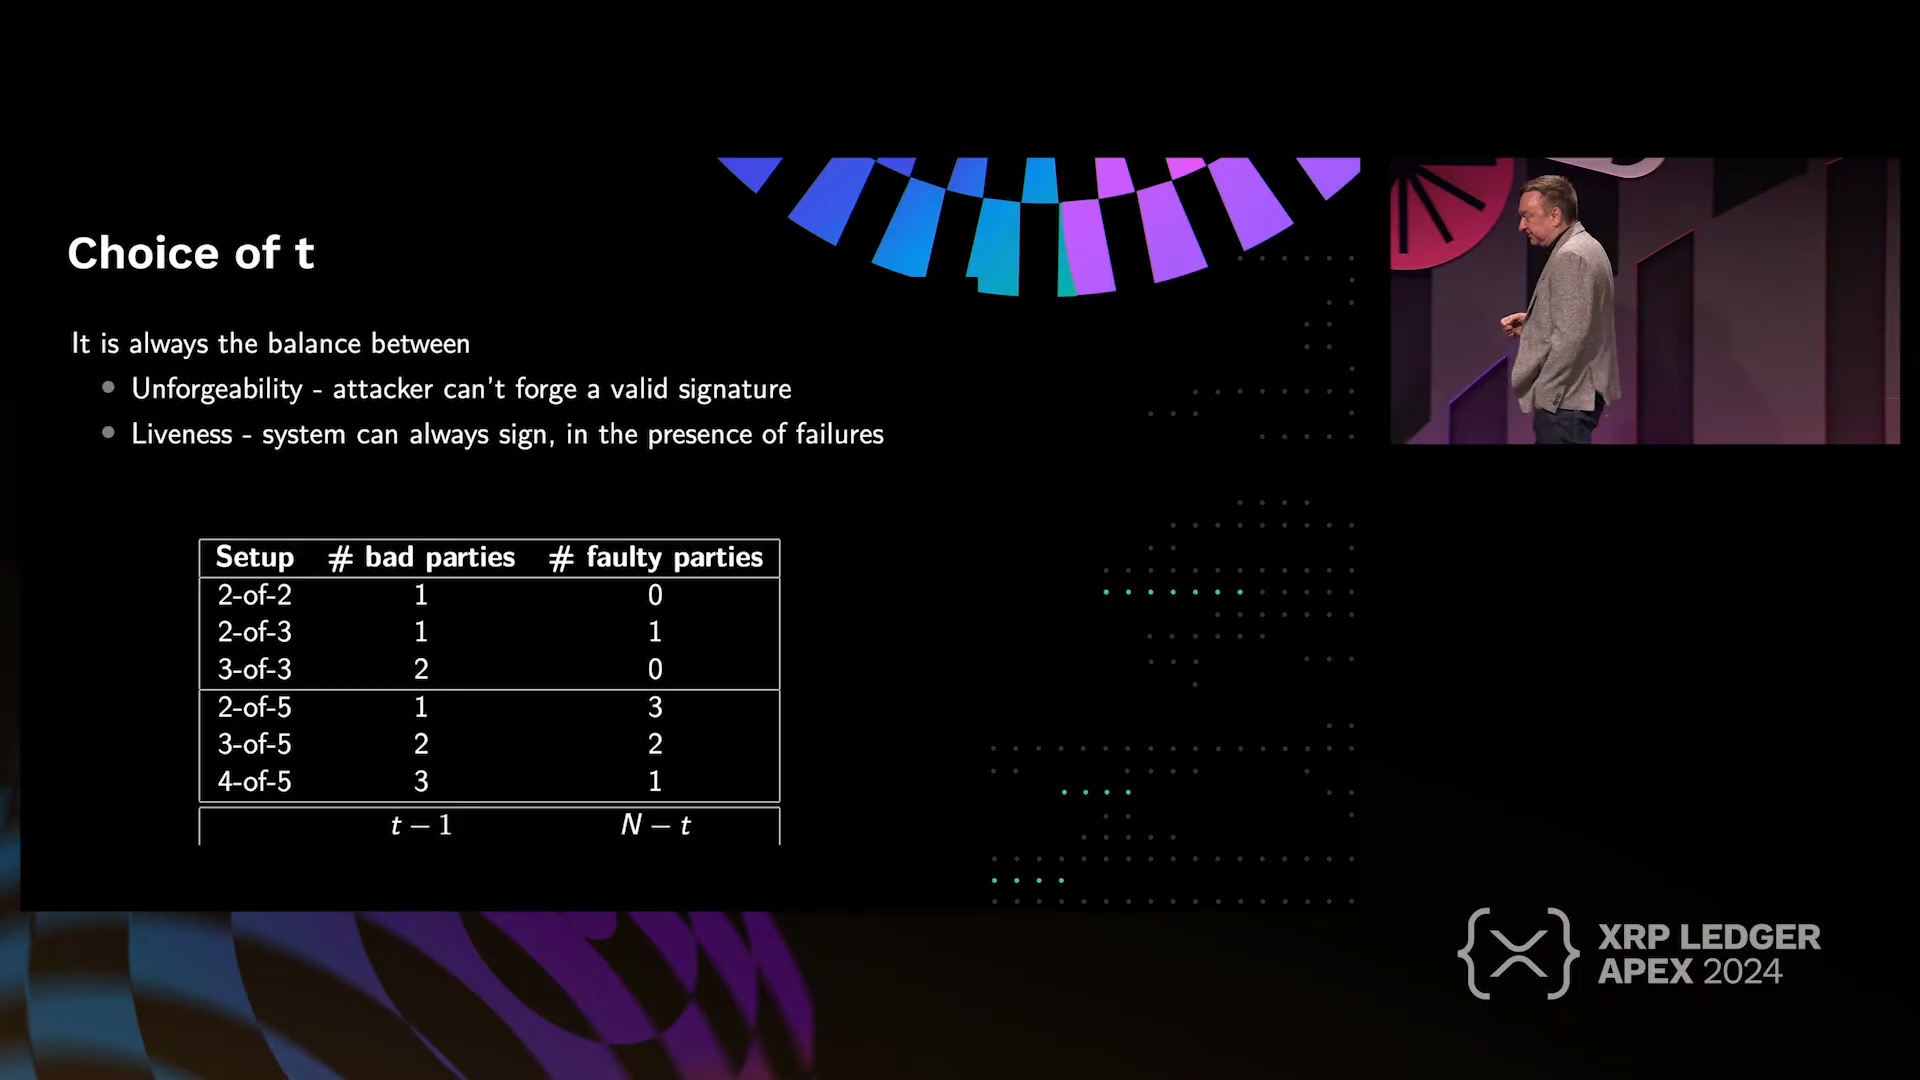 Choice of t
It is always the balance between
Unforgeability - attacker can't forge a valid signature
Liveness - system can always sign, in the presence of failures
Setup # bad parties # faulty parties
2-of-2 1 0
2-of-3 1 1
3-of-3 2 0
2-of-5 1 3
3-of-5 2 2
4-of-5 3 1
t − 1 N − t
XRP LEDGER
APEX 2024